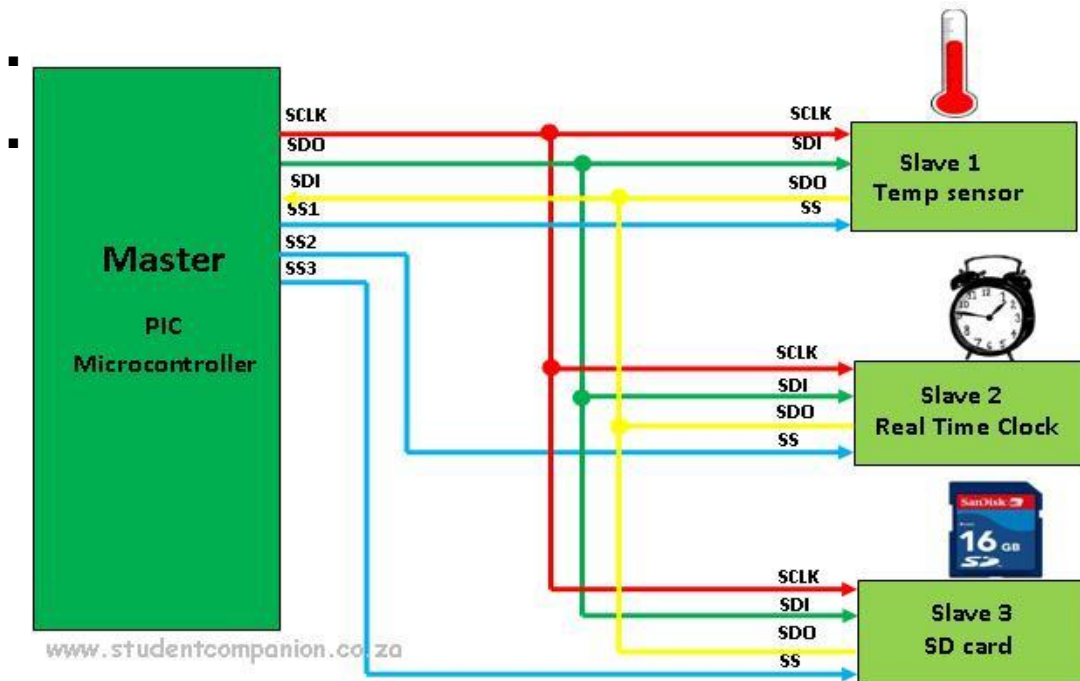 SCLK
SDO
SDI
SS1
SS2
SS3
Master
PIC
Microcontroller
SCLK
SDI
SDO
SS
Slave 1
Temp sensor
SCLK
SDI
SDO
SS
Slave 2
Real Time Clock
SanDisk
16 GB
SD
SCLK
SDI
SDO
SS
Slave 3
SD card
www.studentcompanion.co.za